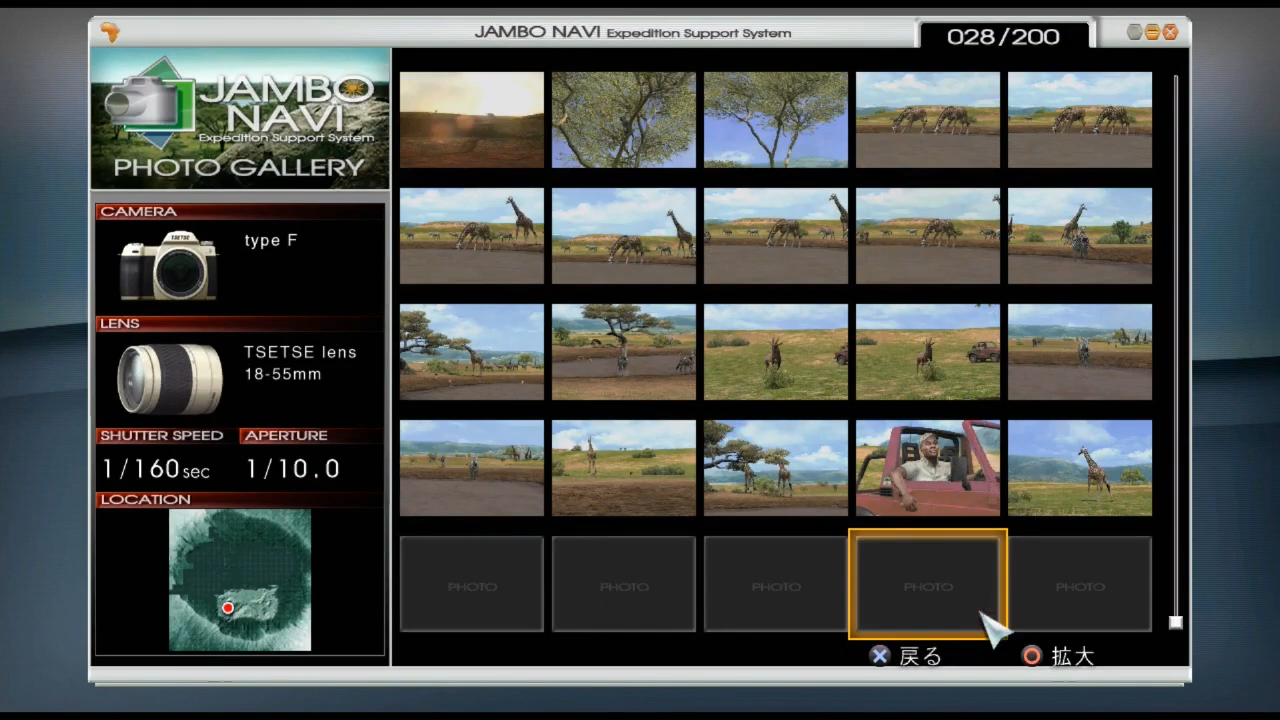 JAMBO NAVI Expedition Support System
028/200
JAMBO
NAVI
Expedition Support System
PHOTO GALLERY
CAMERA
TSETSE
type F
LENS
TSETSE lens
18-55mm
SHUTTER SPEED
APERTURE
1/160sec
1/10.0
LOCATION
PHOTO
PHOTO
PHOTO
PHOTO
PHOTO
戻る
拡大